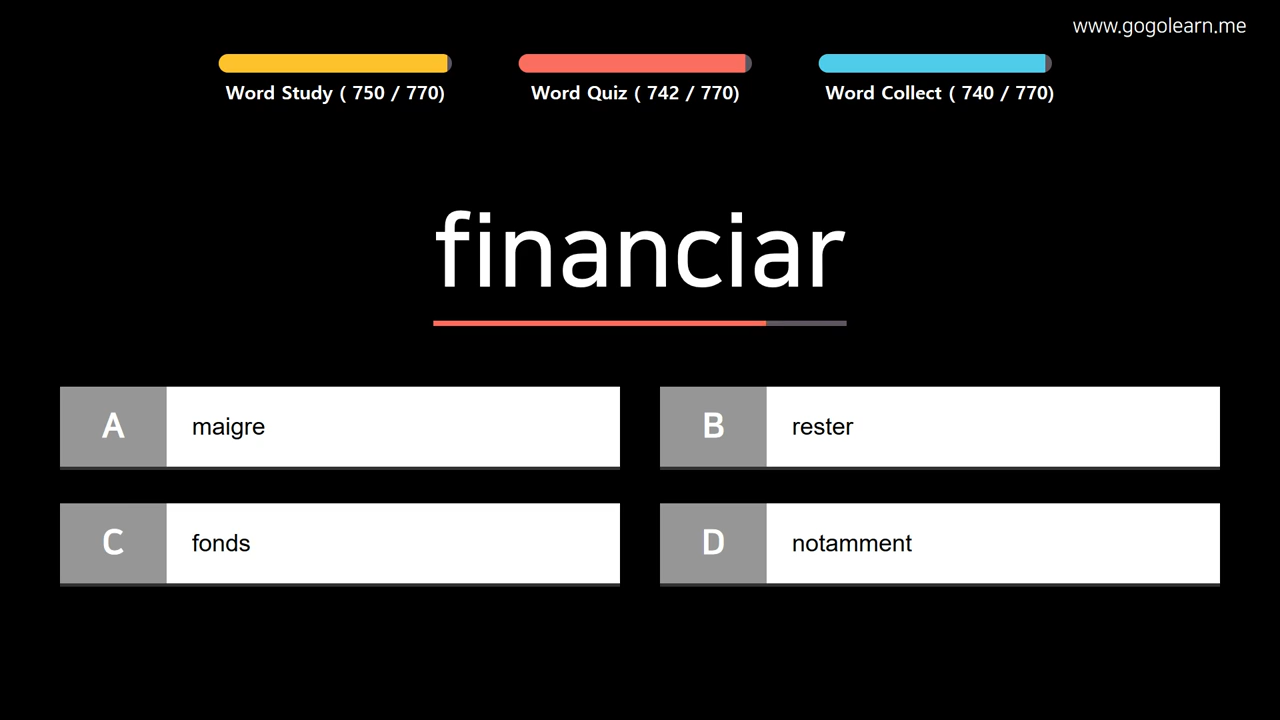 www.gogolearn.me
Word Study ( 750 / 770)
Word Quiz ( 742 / 770)
Word Collect ( 740 / 770)
financiar
A maigre
B rester
C fonds
D notamment